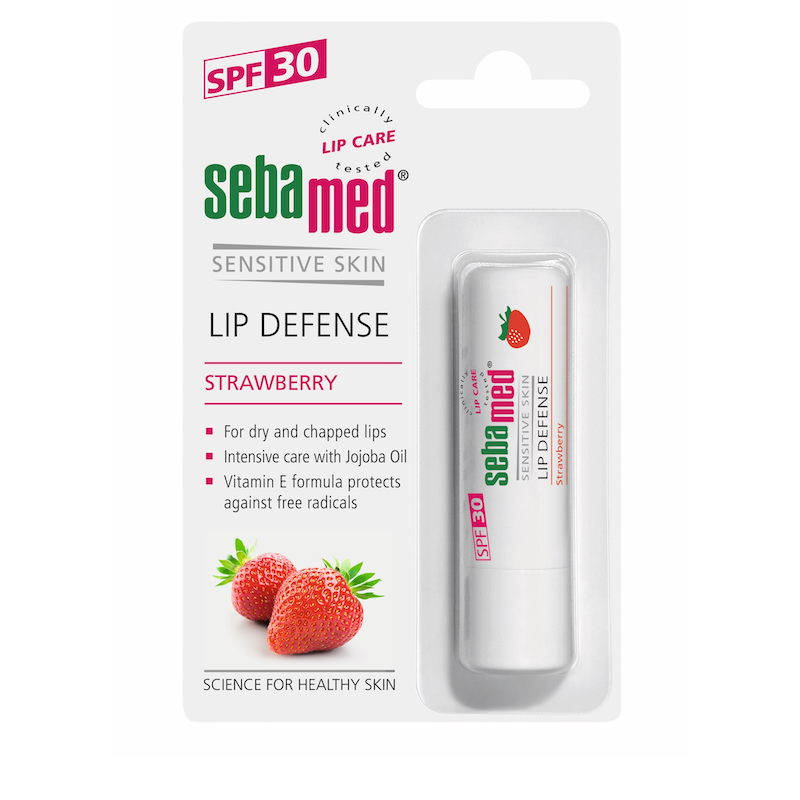 SPF 30
clinically
LIP CARE
tested
sebamed®
SENSITIVE SKIN
LIP DEFENSE
STRAWBERRY
▪ For dry and chapped lips
▪ Intensive care with Jojoba Oil
▪ Vitamin E formula protects
against free radicals
SCIENCE FOR HEALTHY SKIN
SPF 30
clinically
LIP CARE
tested
sebamed®
SENSITIVE SKIN
LIP DEFENSE
Strawberry